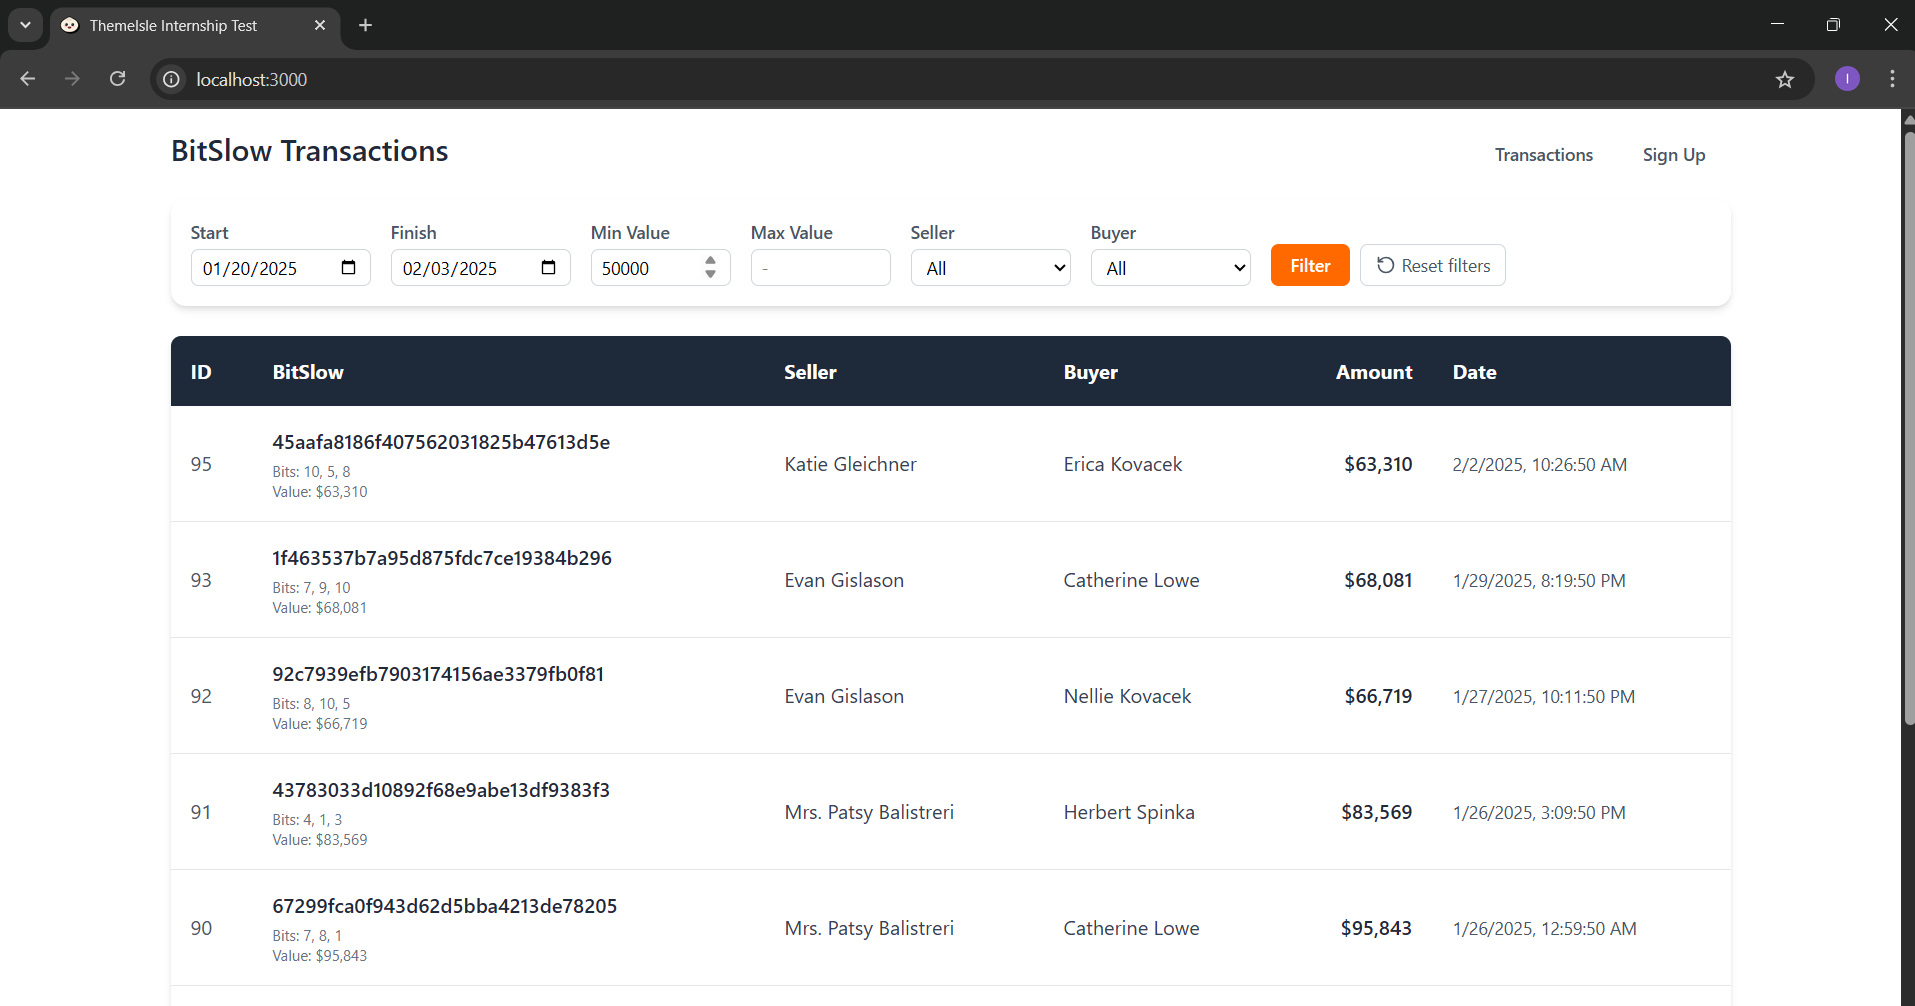 ThemeIsle Internship Test
localhost:3000
I
BitSlow Transactions
Transactions Sign Up
Start Finish Min Value Max Value Seller Buyer
01/20/2025 02/03/2025 50000 - All All Filter Reset filters
ID BitSlow Seller Buyer Amount Date
45aafa8186f407562031825b47613d5e
95 Katie Gleichner Erica Kovacek $63,310 2/2/2025, 10:26:50 AM
Bits: 10, 5, 8
Value: $63,310
1f463537b7a95d875fdc7ce19384b296
93 Evan Gislason Catherine Lowe $68,081 1/29/2025, 8:19:50 PM
Bits: 7, 9, 10
Value: $68,081
92c7939efb7903174156ae3379fb0f81
92 Evan Gislason Nellie Kovacek $66,719 1/27/2025, 10:11:50 PM
Bits: 8, 10, 5
Value: $66,719
43783033d10892f68e9abe13df9383f3
91 Mrs. Patsy Balistreri Herbert Spinka $83,569 1/26/2025, 3:09:50 PM
Bits: 4, 1, 3
Value: $83,569
67299fca0f943d62d5bba4213de78205
90 Mrs. Patsy Balistreri Catherine Lowe $95,843 1/26/2025, 12:59:50 AM
Bits: 7, 8, 1
Value: $95,843